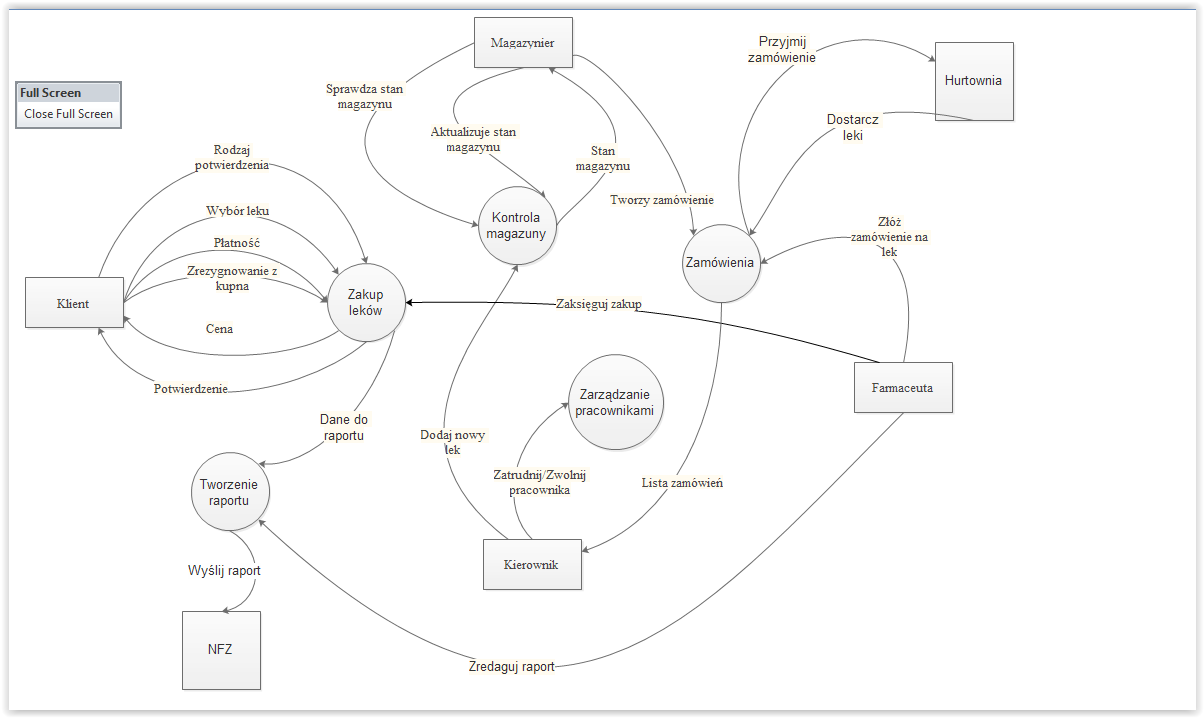 Magazynier
Przyjmij
zamówienie
Hurtownia
Full Screen
Close Full Screen
Sprawdza stan
magazynu
Aktualizuje stan
magazynu
Stan
magazynu
Dostarcz
leki
Rodzaj
potwierdzenia
Tworzy zamówienie
Wybór leku
Kontrola
magazuny
Złóż
zamówienie na
lek
Płatność
Zamówienia
Zrezygnowanie z
kupna
Klient
Zakup
leków
Zaksięguj zakup
Cena
Potwierdzenie
Zarządzanie
pracownikami
Farmaceuta
Dane do
raportu
Dodaj nowy
lek
Zatrudnij/Zwolnij
pracownika
Lista zamówień
Tworzenie
raportu
Kierownik
Wyślij raport
NFZ
Zredaguj raport